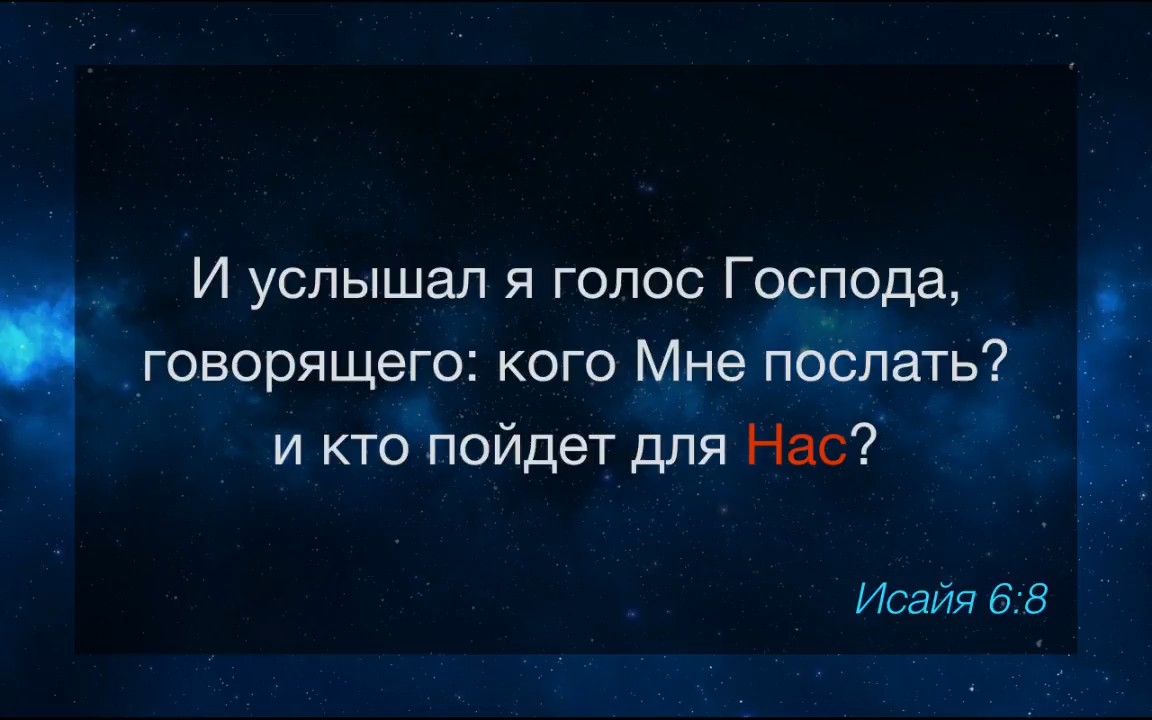 И услышал я голос Господа,
говорящего: кого Мне послать?
и кто пойдет для Нас?
Исайя 6:8